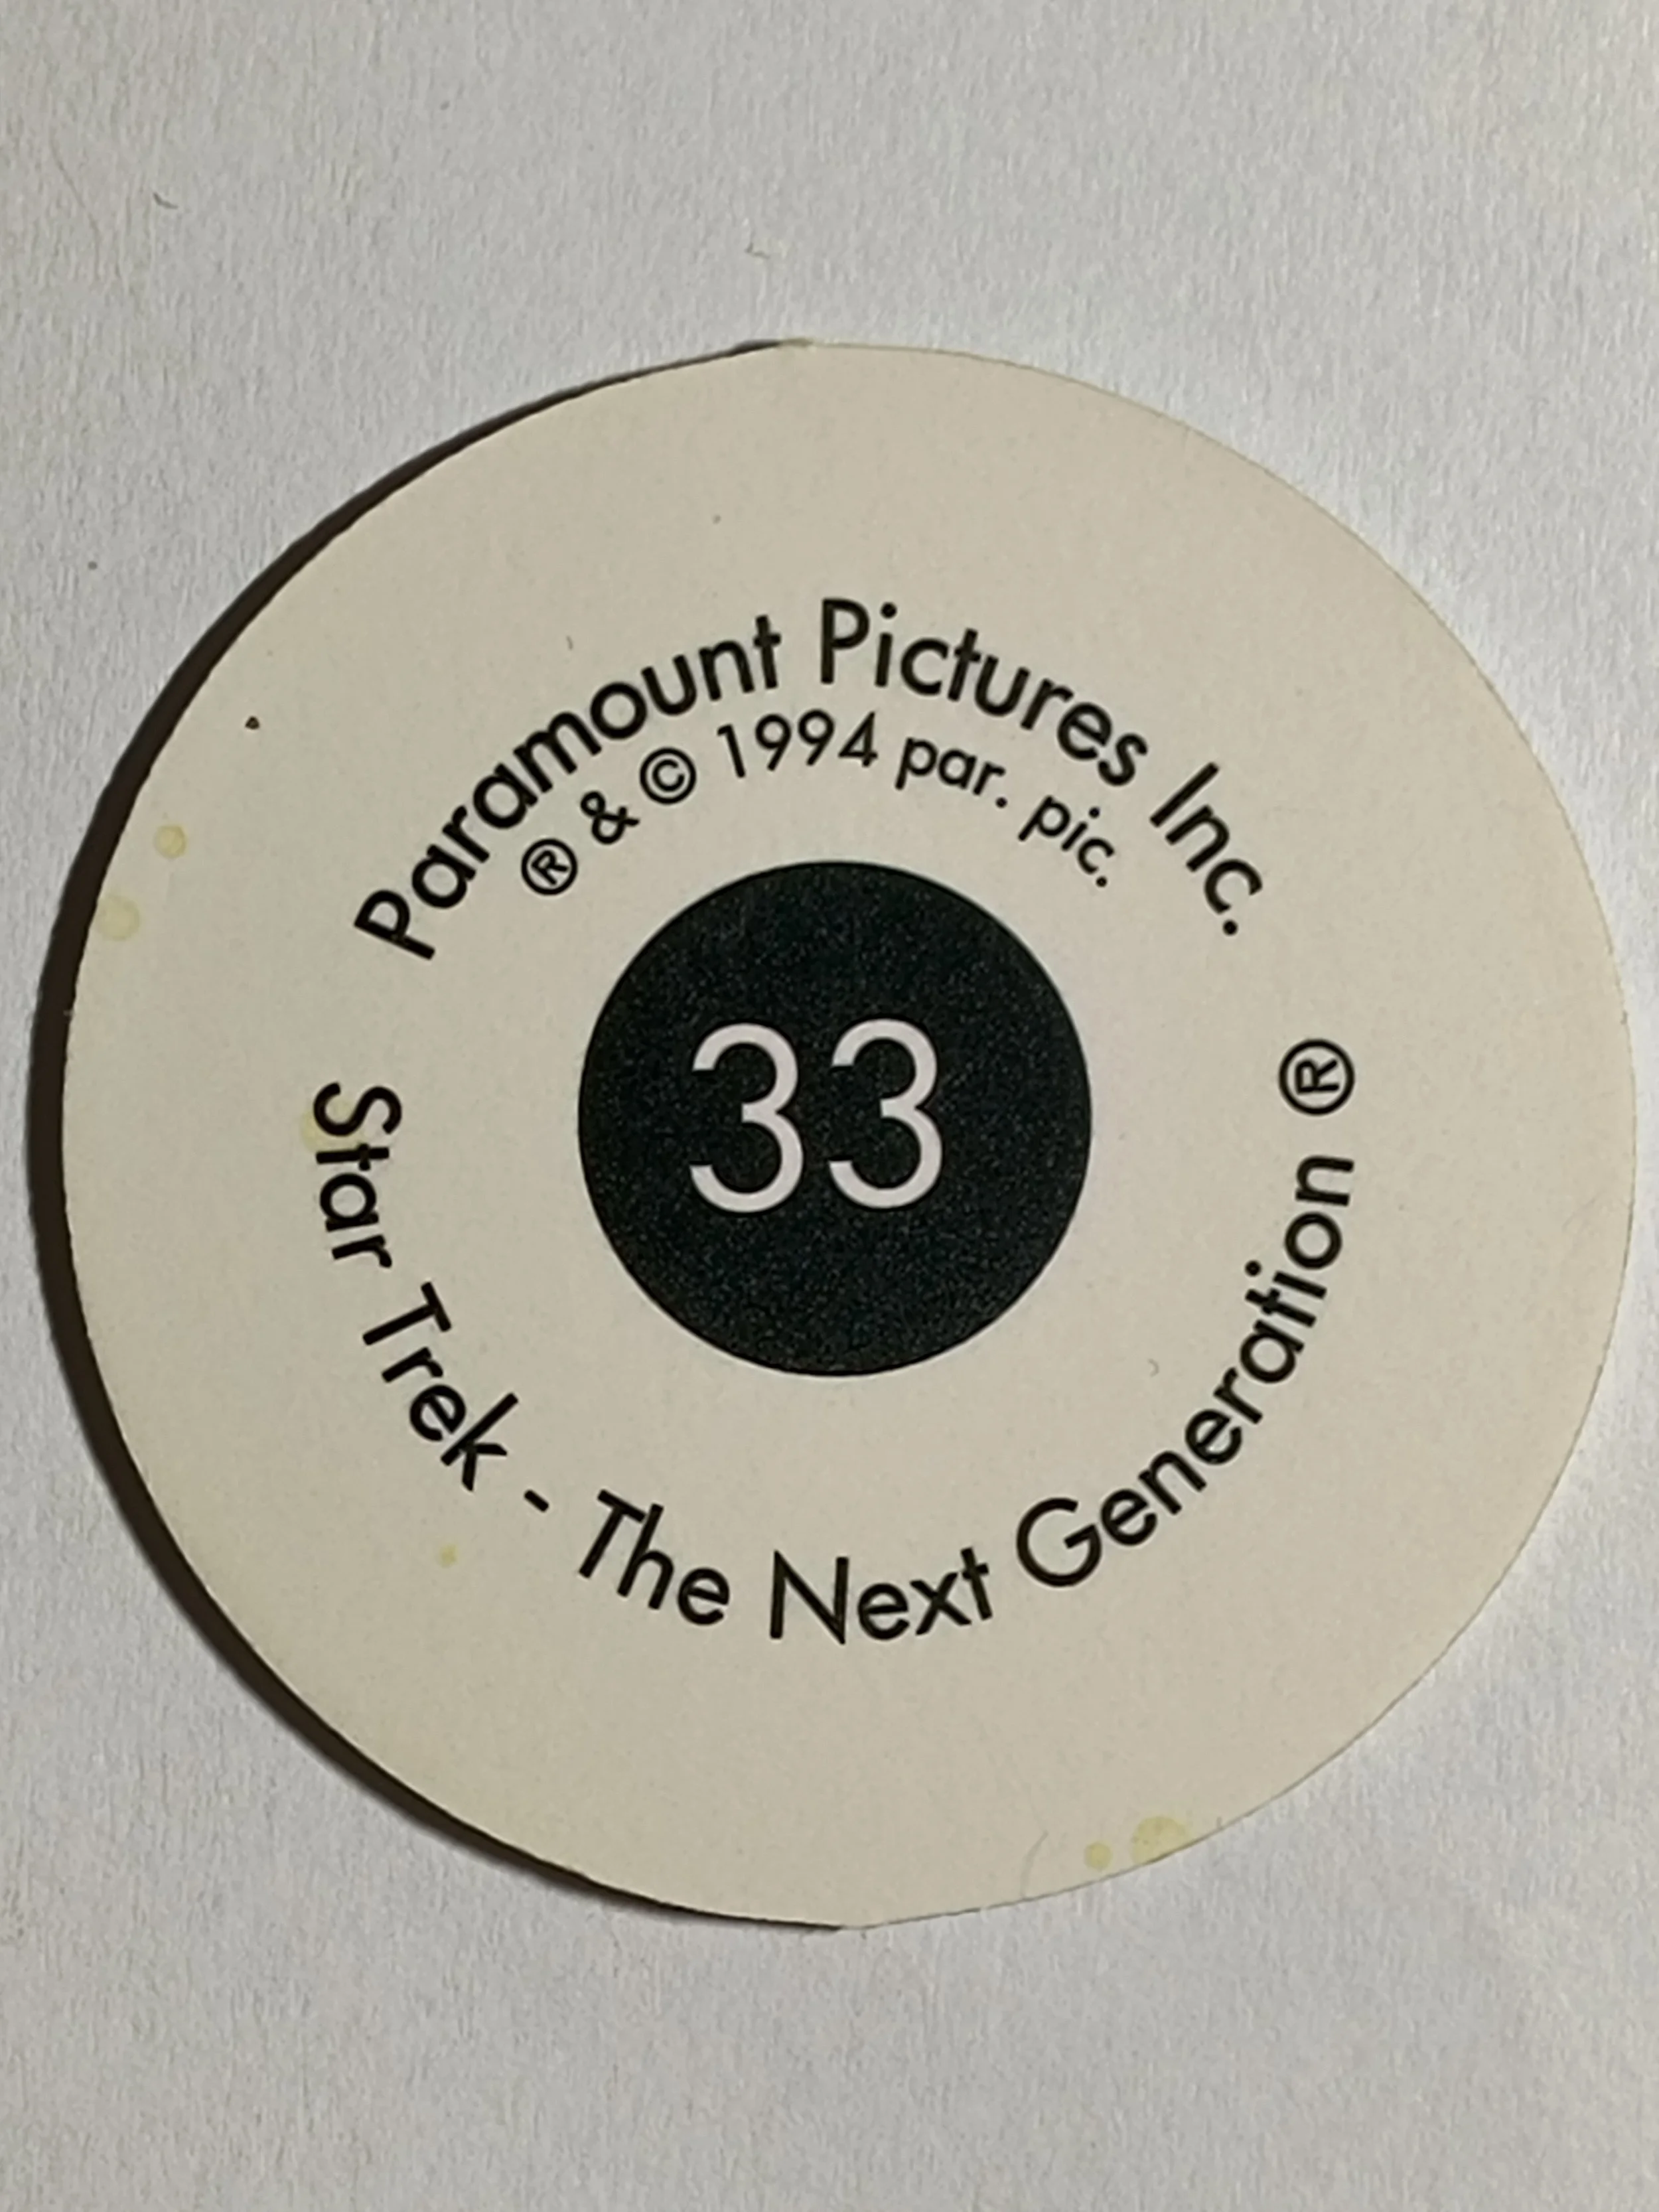 Paramount Pictures Inc.
® & © 1994 par. pic.
33
Star Trek - The Next Generation ®